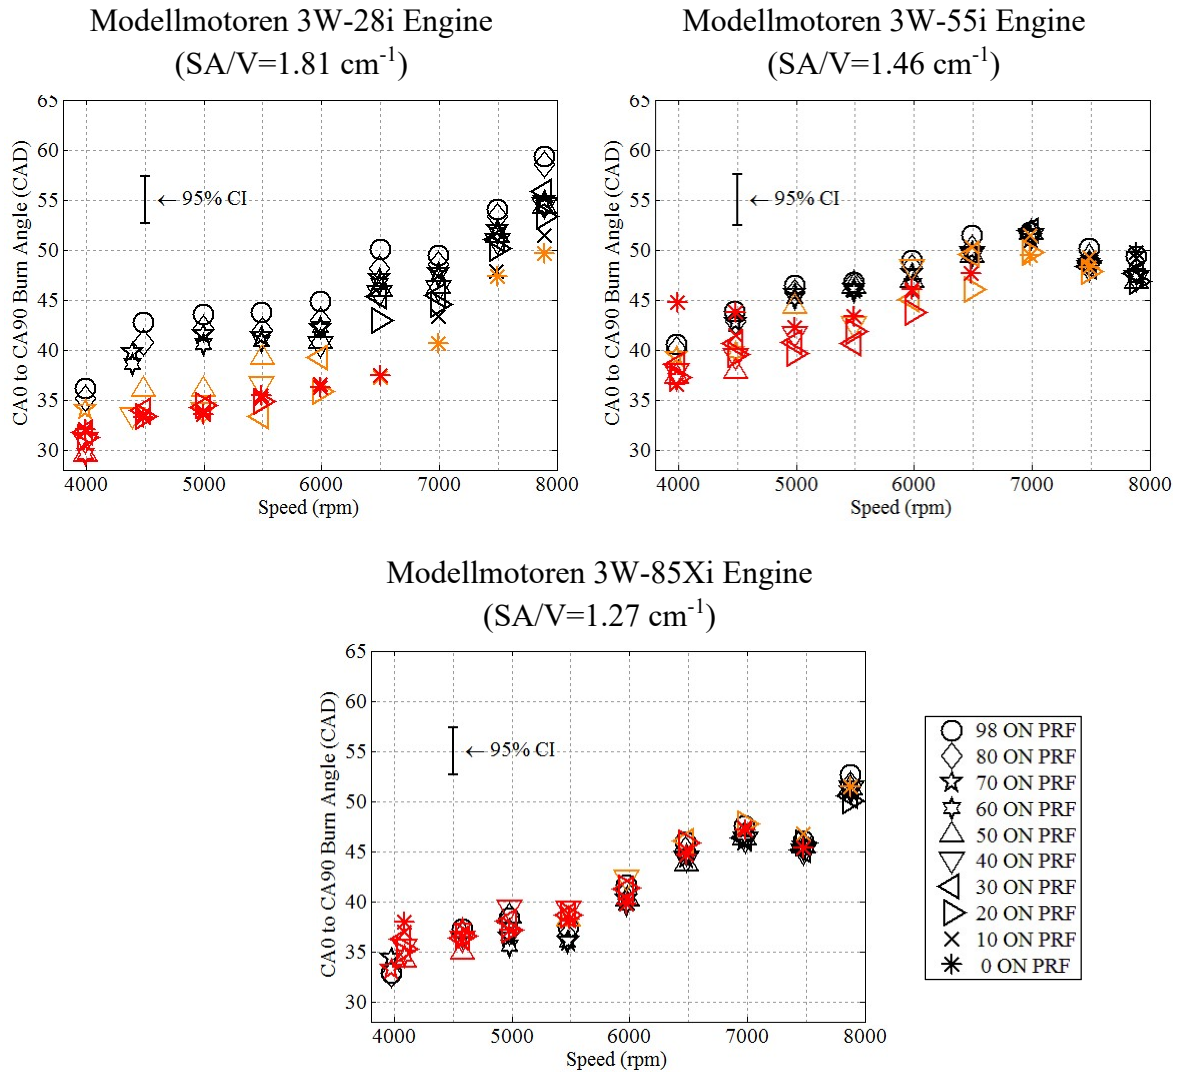 Modellmotoren 3W-28i Engine
(SA/V=1.81 cm-1)
65
60
55
50
45
40
35
30
← 95% CI
CA0 to CA90 Burn Angle (CAD)
4000 5000 6000 7000 8000
Speed (rpm)
Modellmotoren 3W-55i Engine
(SA/V=1.46 cm-1)
65
60
55
50
45
40
35
30
← 95% CI
CA0 to CA90 Burn Angle (CAD)
4000 5000 6000 7000 8000
Speed (rpm)
Modellmotoren 3W-85Xi Engine
(SA/V=1.27 cm-1)
65
60
55
50
45
40
35
30
← 95% CI
CA0 to CA90 Burn Angle (CAD)
4000 5000 6000 7000 8000
Speed (rpm)
98 ON PRF
80 ON PRF
70 ON PRF
60 ON PRF
50 ON PRF
40 ON PRF
30 ON PRF
20 ON PRF
10 ON PRF
0 ON PRF